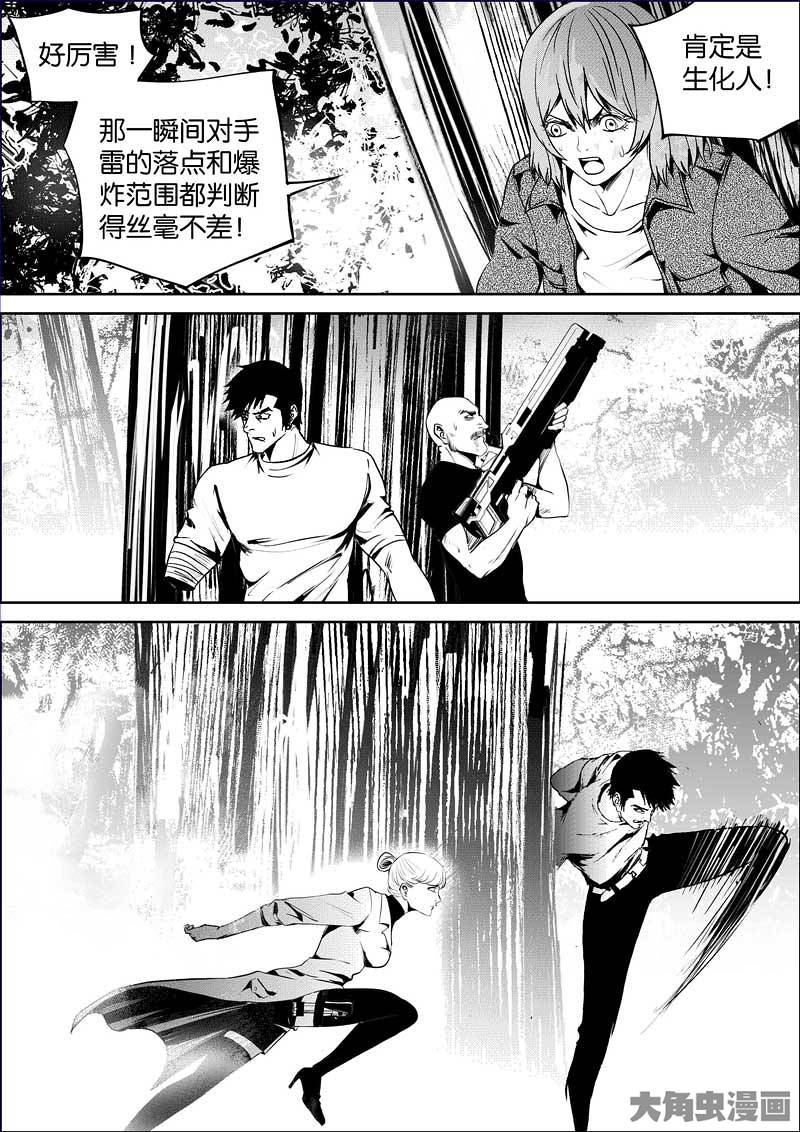 好厉害！
那一瞬间对手
雷的落点和爆
炸范围都判断
得丝毫不差！
肯定是
生化人！
大角虫漫画